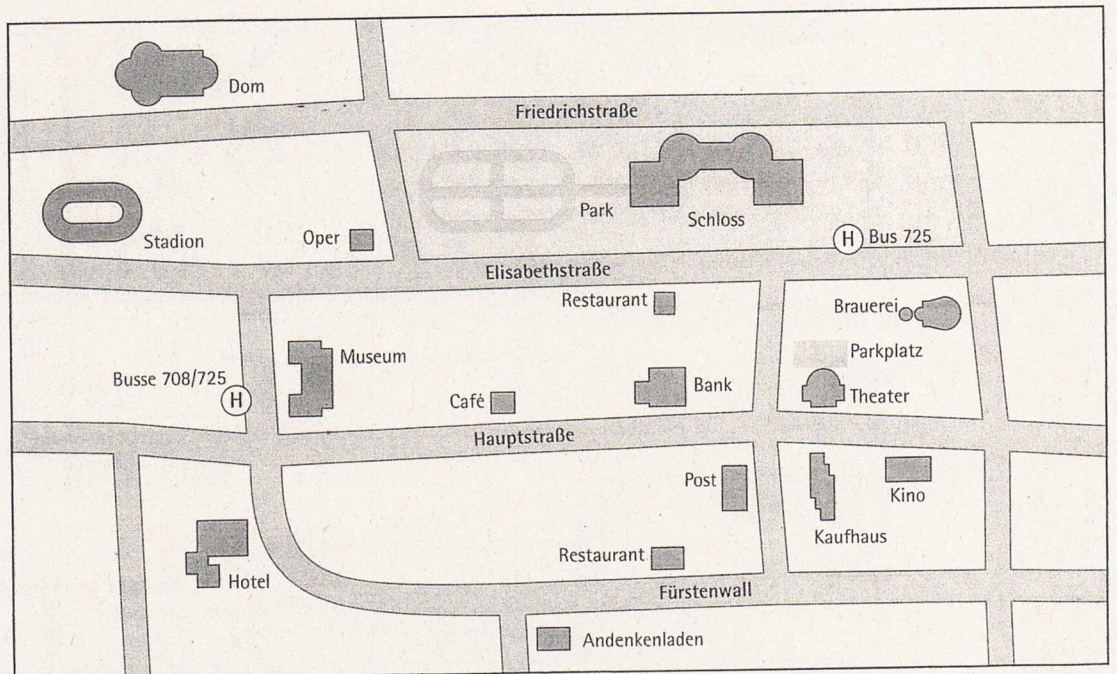 Dom
Friedrichstraße
Park
Schloss
Stadion
Oper
H Bus 725
Elisabethstraße
Restaurant
Brauerei
Museum
Parkplatz
Busse 708/725
H
Café
Bank
Theater
Hauptstraße
Post
Kino
Kaufhaus
Restaurant
Hotel
Fürstenwall
Andenkenladen